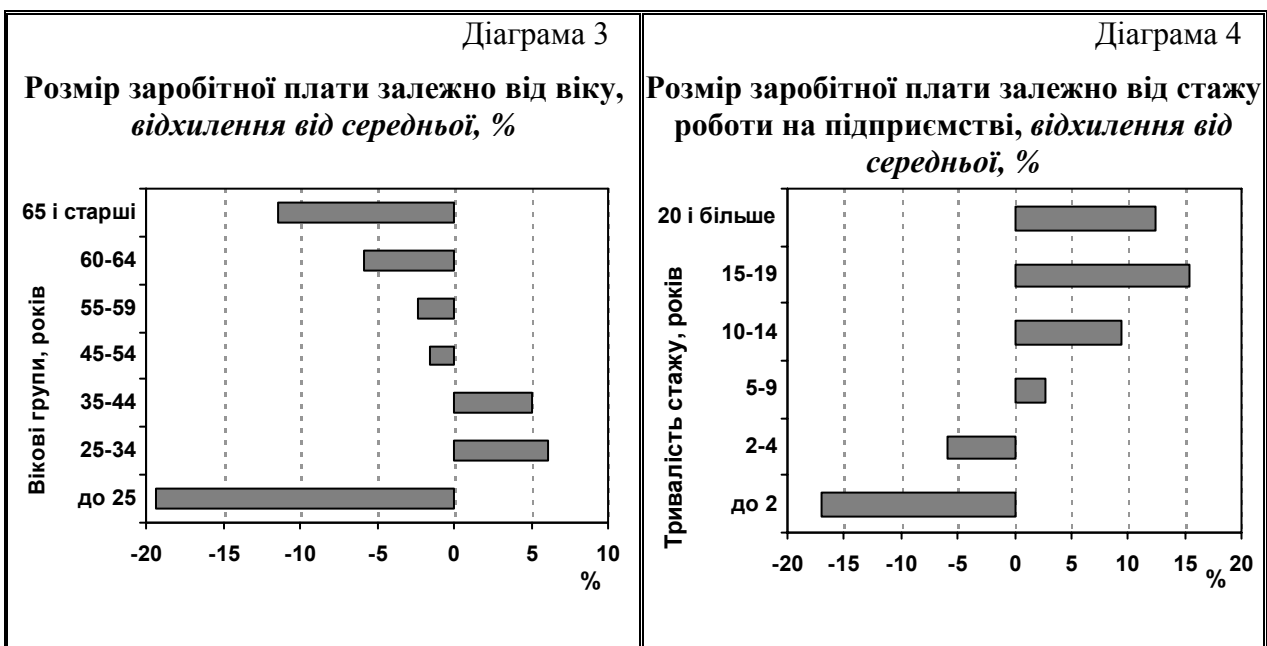 Діаграма 3
Розмір заробітної плати залежно від віку,
відхилення від середньої, %
65 і старші
60-64
55-59
45-54
35-44
25-34
до 25
Вікові групи, років
-20 -15 -10 -5 0 5 10
%
Діаграма 4
Розмір заробітної плати залежно від стажу
роботи на підприємстві, відхилення від
середньої, %
20 і більше
15-19
10-14
5-9
2-4
до 2
Тривалість стажу, років
-20 -15 -10 -5 0 5 10 15 20
%